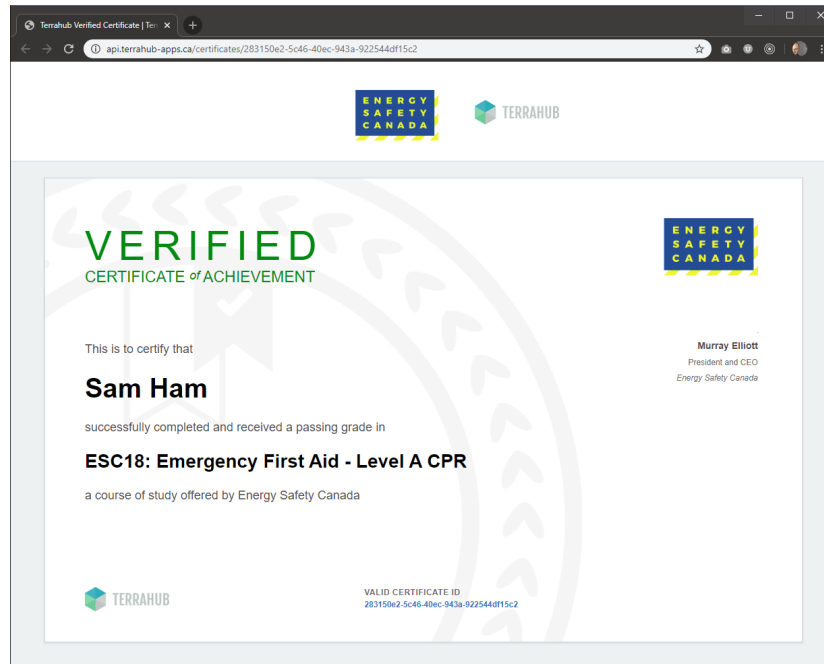 Terrahub Verified Certificate | Ter
api.terrahub-apps.ca/certificates/283150e2-5c46-40ec-943a-922544df15c2
ENERGY
SAFETY
CANADA
TERRAHUB
VERIFIED
CERTIFICATE of ACHIEVEMENT
ENERGY
SAFETY
CANADA
This is to certify that
Sam Ham
successfully completed and received a passing grade in
ESC18: Emergency First Aid - Level A CPR
a course of study offered by Energy Safety Canada
Murray Elliott
President and CEO
Energy Safety Canada
TERRAHUB
VALID CERTIFICATE ID
283150e2-5c46-40ec-943a-922544df15c2